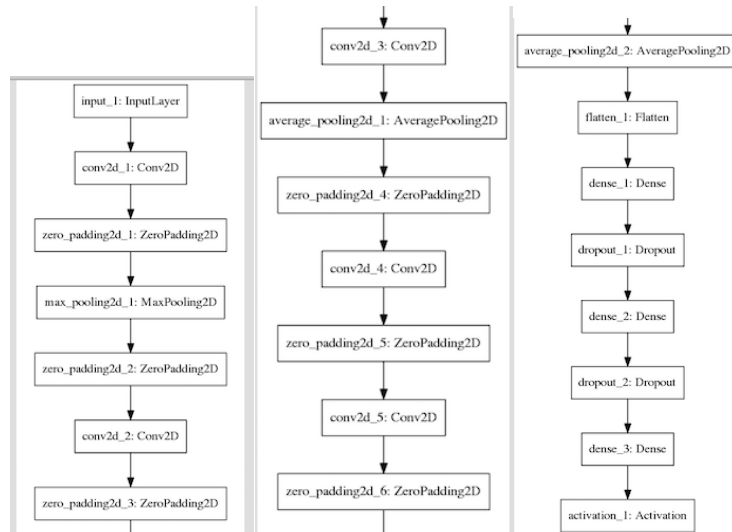 input_1: InputLayer
conv2d_1: Conv2D
zero_padding2d_1: ZeroPadding2D
max_pooling2d_1: MaxPooling2D
zero_padding2d_2: ZeroPadding2D
conv2d_2: Conv2D
zero_padding2d_3: ZeroPadding2D
conv2d_3: Conv2D
average_pooling2d_1: AveragePooling2D
zero_padding2d_4: ZeroPadding2D
conv2d_4: Conv2D
zero_padding2d_5: ZeroPadding2D
conv2d_5: Conv2D
zero_padding2d_6: ZeroPadding2D
average_pooling2d_2: AveragePooling2D
flatten_1: Flatten
dense_1: Dense
dropout_1: Dropout
dense_2: Dense
dropout_2: Dropout
dense_3: Dense
activation_1: Activation